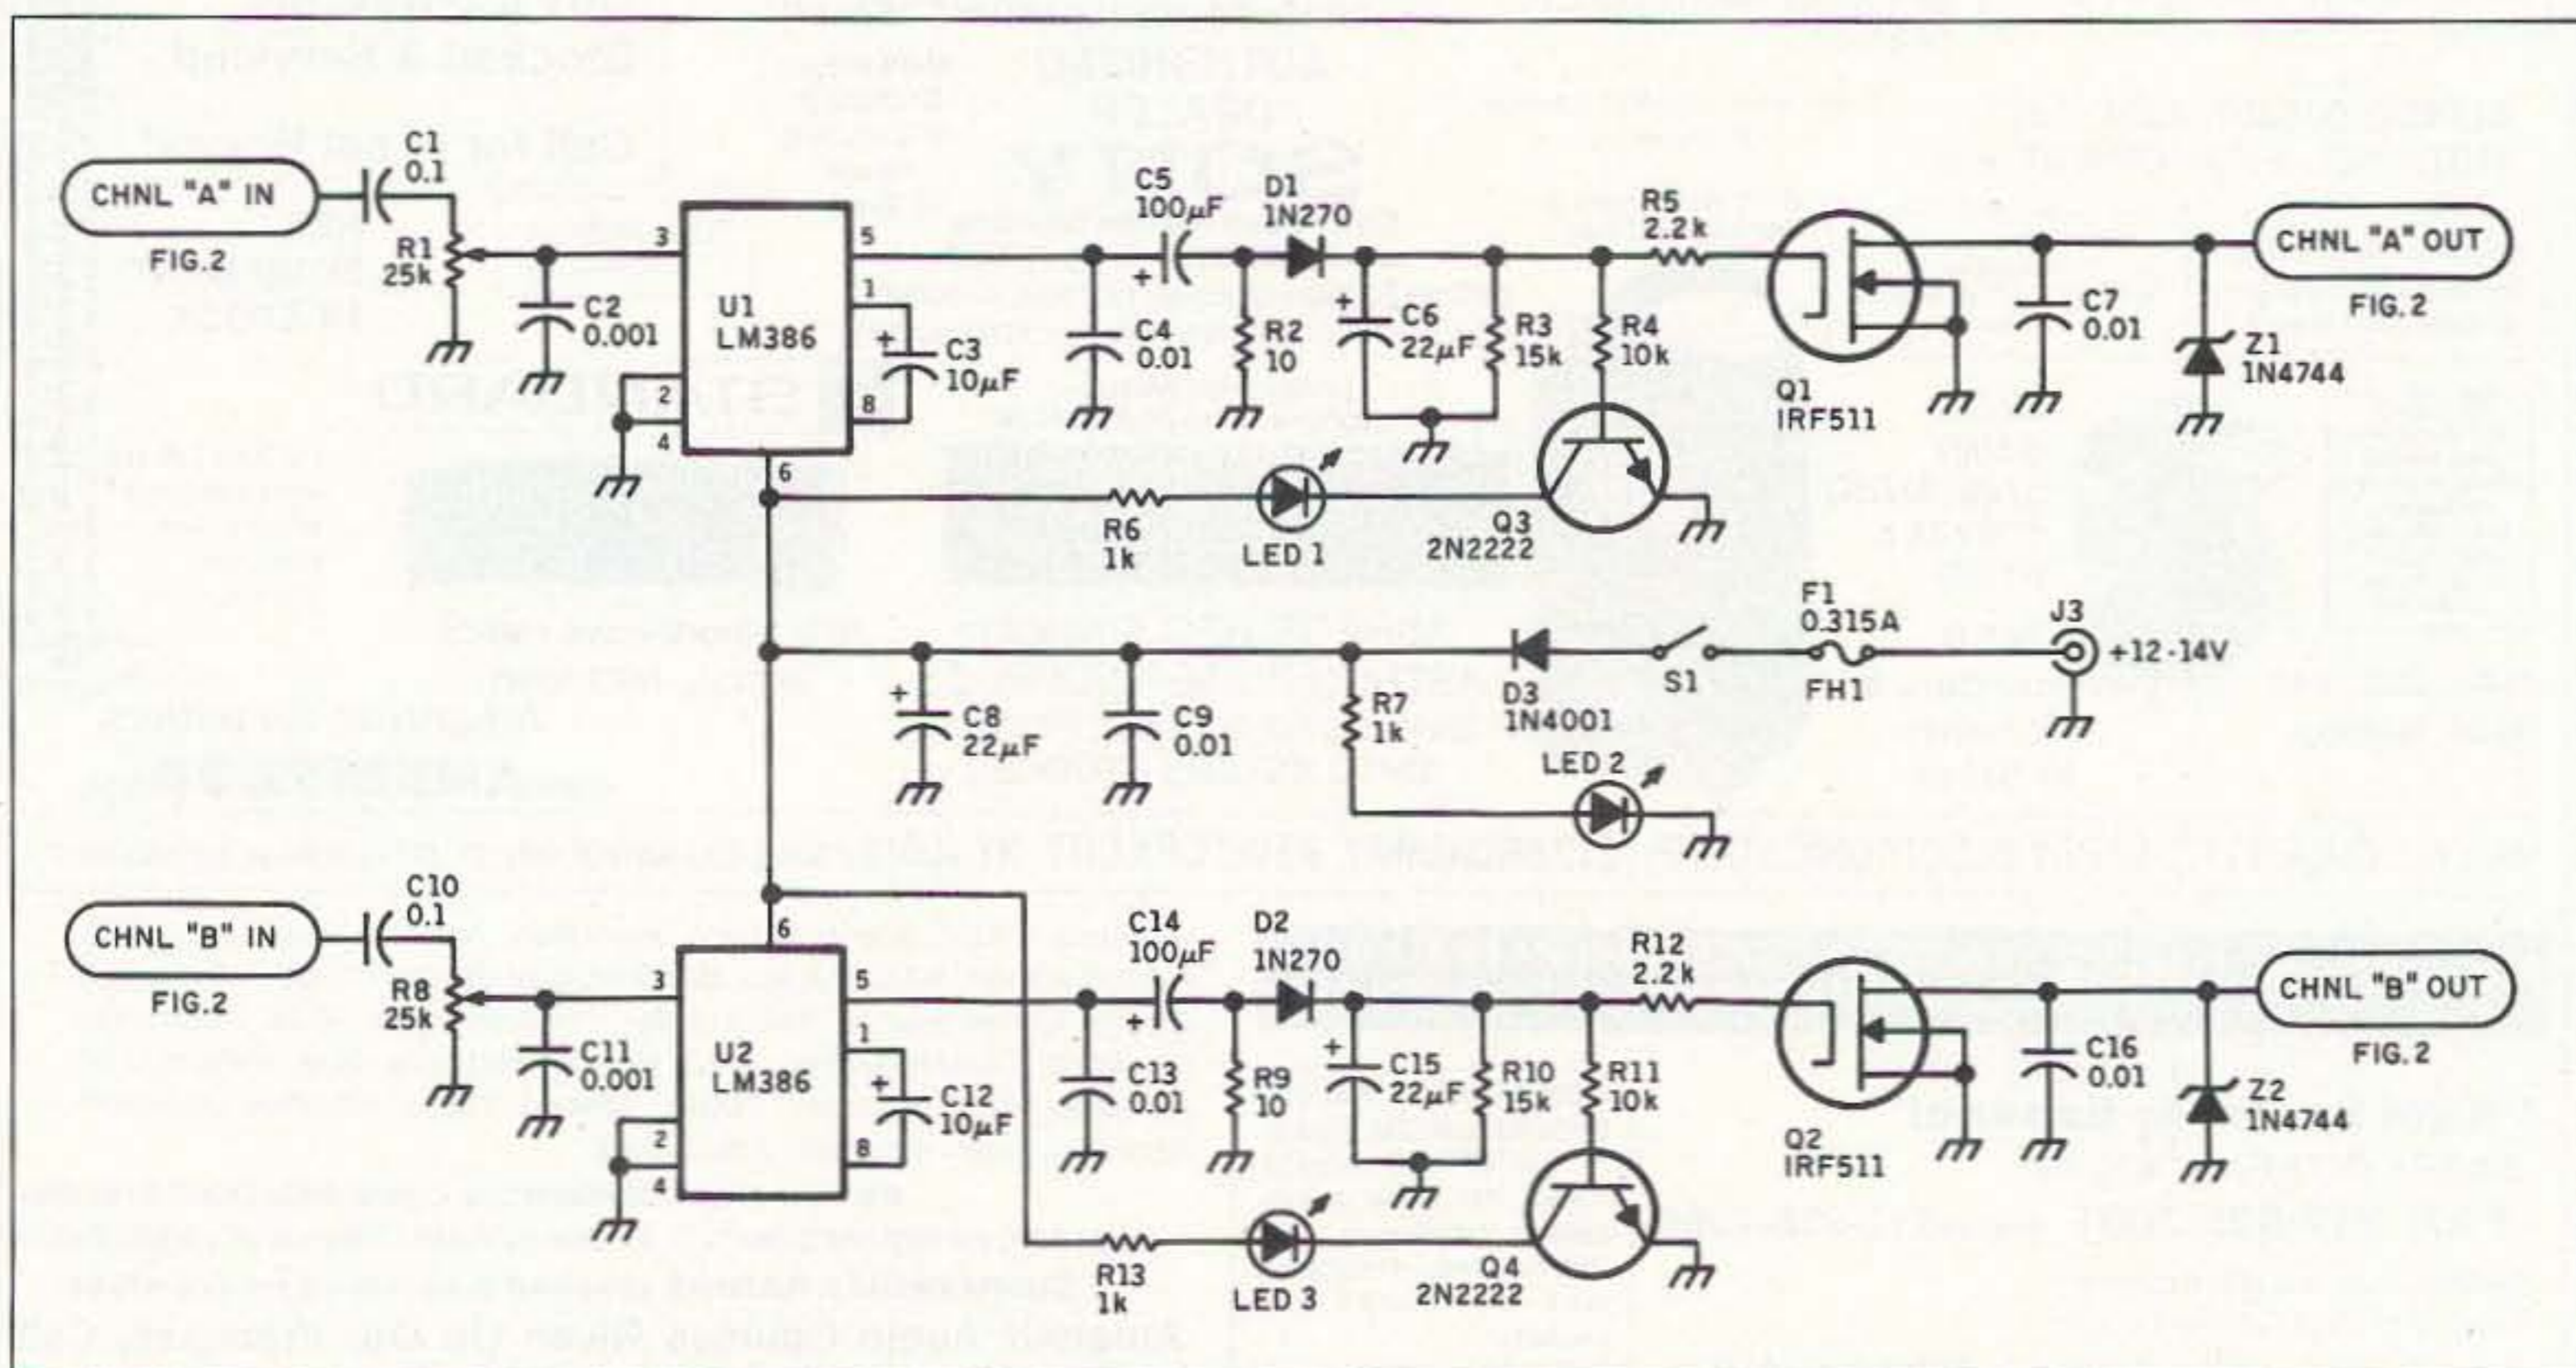 CHNL "A" IN
FIG.2
C1
0.1
R1
25k
C2
0.001
3
2
4
U1
LM386
5
1
8
6
C3
10µF
C4
0.01
C5
100µF
+
D1
1N270
R2
10
+
C6
22µF
R3
15k
R4
10k
R5
2.2k
Q1
IRF511
C7
0.01
Z1
1N4744
CHNL "A" OUT
FIG. 2
+
R6
1k
LED 1
Q3
2N2222
+
C8
22µF
C9
0.01
R7
1k
D3
1N4001
LED 2
S1
F1
0.315A
FH1
J3
+12-14V
CHNL "B" IN
FIG.2
C10
0.1
R8
25k
C11
0.001
3
2
4
U2
LM386
6
5
1
8
+
C12
10µF
C13
0.01
C14
100µF
+
D2
1N270
R9
10
+
C15
22µF
R10
15k
R11
10k
R12
2.2k
Q2
IRF511
C16
0.01
Z2
1N4744
CHNL "B" OUT
FIG. 2
R13
1k
LED 3
Q4
2N2222